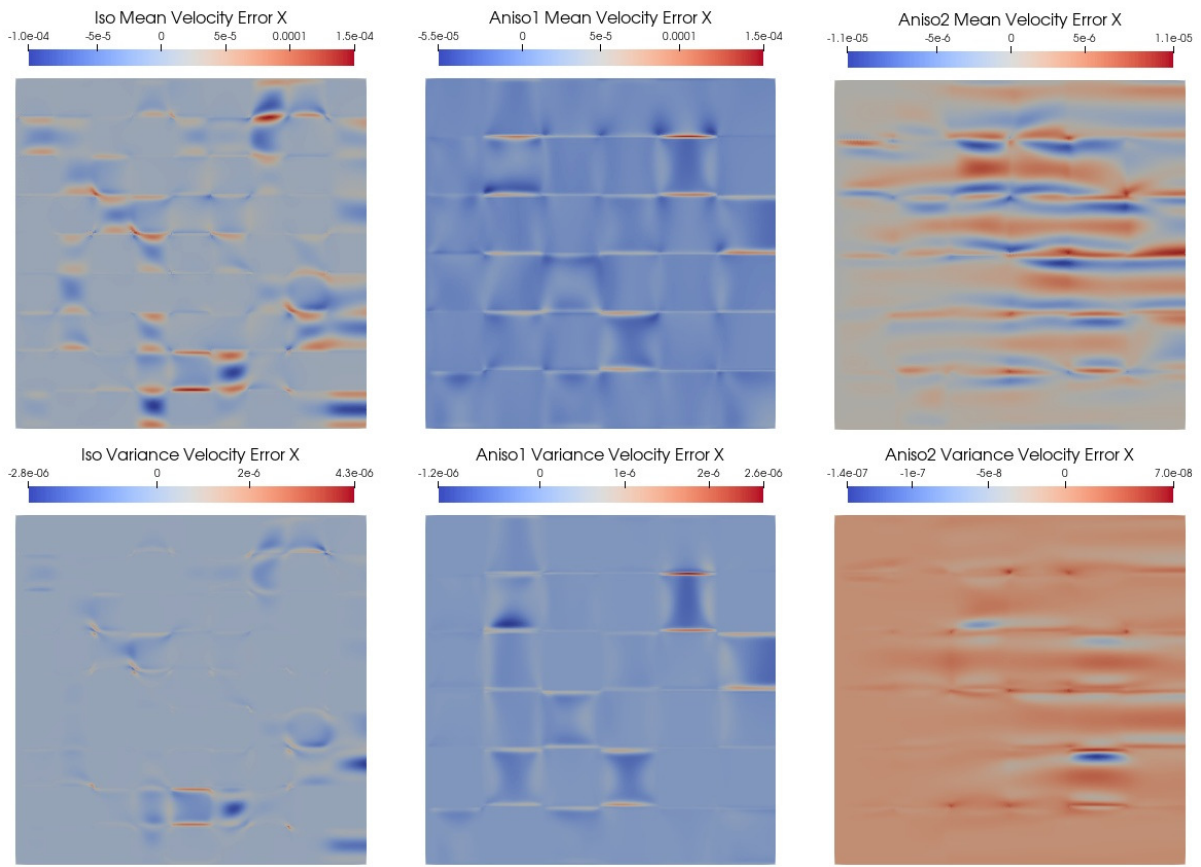 Iso Mean Velocity Error X
-1.0e-04 -5e-5 0 5e-5 0.0001 1.5e-04
Aniso1 Mean Velocity Error X
-5.5e-05 0 5e-5 0.0001 1.5e-04
Aniso2 Mean Velocity Error X
-1.1e-05 -5e-6 0 5e-6 1.1e-05
Iso Variance Velocity Error X
-2.8e-06 0 2e-6 4.3e-06
Aniso1 Variance Velocity Error X
-1.2e-06 0 1e-6 2e-6 2.6e-06
Aniso2 Variance Velocity Error X
-1.4e-07 -1e-7 -5e-8 0 7.0e-08